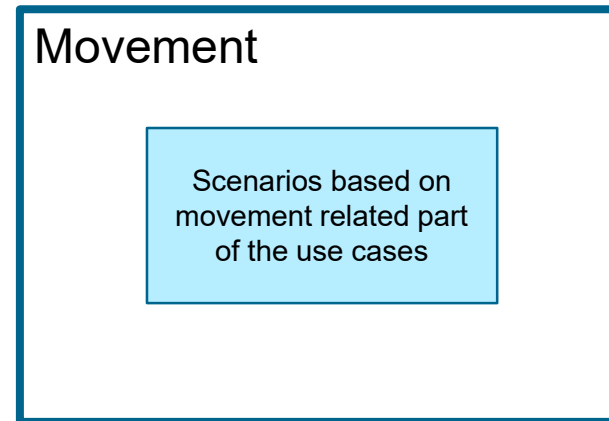 Movement
Scenarios based on
movement related part
of the use cases